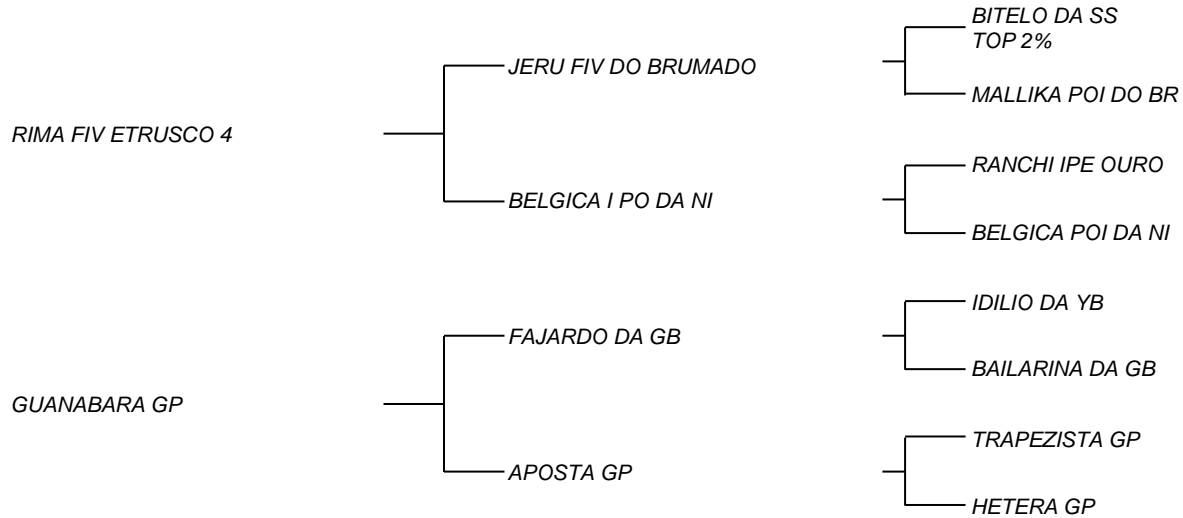 BITELO DA SS
TOP 2%
JERU FIV DO BRUMADO
MALLIKA POI DO BR
RIMA FIV ETRUSCO 4
RANCHI IPE OURO
BELGICA I PO DA NI
BELGICA POI DA NI
IDILIO DA YB
FAJARDO DA GB
BAILARINA DA GB
GUANABARA GP
TRAPEZISTA GP
APOSTA GP
HETERA GP